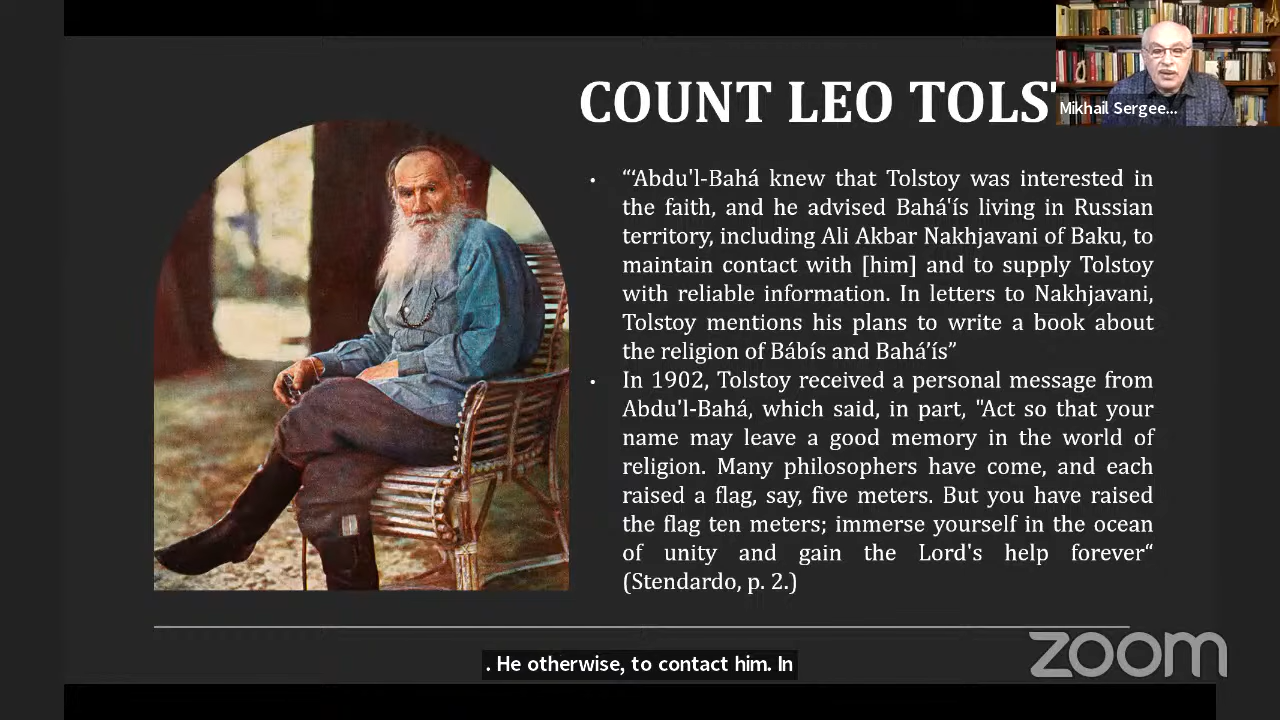 COUNT LEO TOLS
Mikhail Sergee...
• “‘Abdu'l-Bahá knew that Tolstoy was interested in
the faith, and he advised Bahá'ís living in Russian
territory, including Ali Akbar Nakhjavani of Baku, to
maintain contact with [him] and to supply Tolstoy
with reliable information. In letters to Nakhjavani,
Tolstoy mentions his plans to write a book about
the religion of Bábís and Bahá’ís”
• In 1902, Tolstoy received a personal message from
Abdu'l-Bahá, which said, in part, "Act so that your
name may leave a good memory in the world of
religion. Many philosophers have come, and each
raised a flag, say, five meters. But you have raised
the flag ten meters; immerse yourself in the ocean
of unity and gain the Lord's help forever“
(Stendardo, p. 2.)
zoom
. He otherwise, to contact him. In